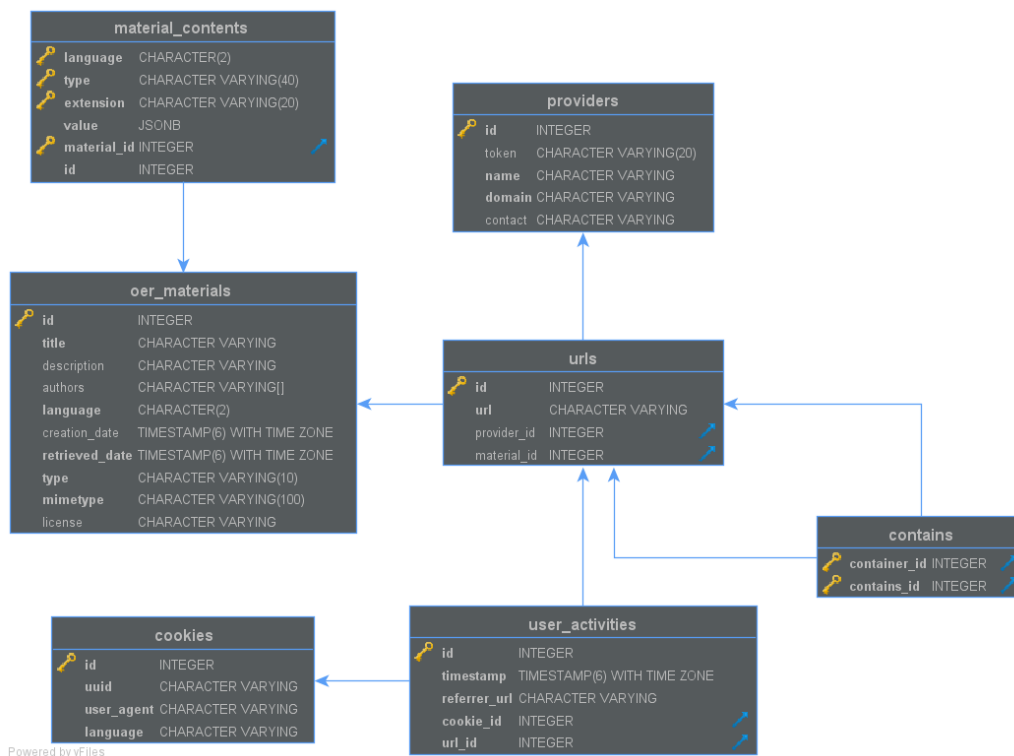 material_contents
language CHARACTER(2)
type CHARACTER VARYING(40)
extension CHARACTER VARYING(20)
value JSONB
material_id INTEGER
id INTEGER
providers
id INTEGER
token CHARACTER VARYING(20)
name CHARACTER VARYING
domain CHARACTER VARYING
contact CHARACTER VARYING
oer_materials
id INTEGER
title CHARACTER VARYING
description CHARACTER VARYING
authors CHARACTER VARYING[]
language CHARACTER(2)
creation_date TIMESTAMP(6) WITH TIME ZONE
retrieved_date TIMESTAMP(6) WITH TIME ZONE
type CHARACTER VARYING(10)
mimetype CHARACTER VARYING(100)
license CHARACTER VARYING
urls
id INTEGER
url CHARACTER VARYING
provider_id INTEGER
material_id INTEGER
contains
container_id INTEGER
contains_id INTEGER
cookies
id INTEGER
uuid CHARACTER VARYING
user_agent CHARACTER VARYING
language CHARACTER VARYING
user_activities
id INTEGER
timestamp TIMESTAMP(6) WITH TIME ZONE
referrer_url CHARACTER VARYING
cookie_id INTEGER
url_id INTEGER
Powered by yFiles